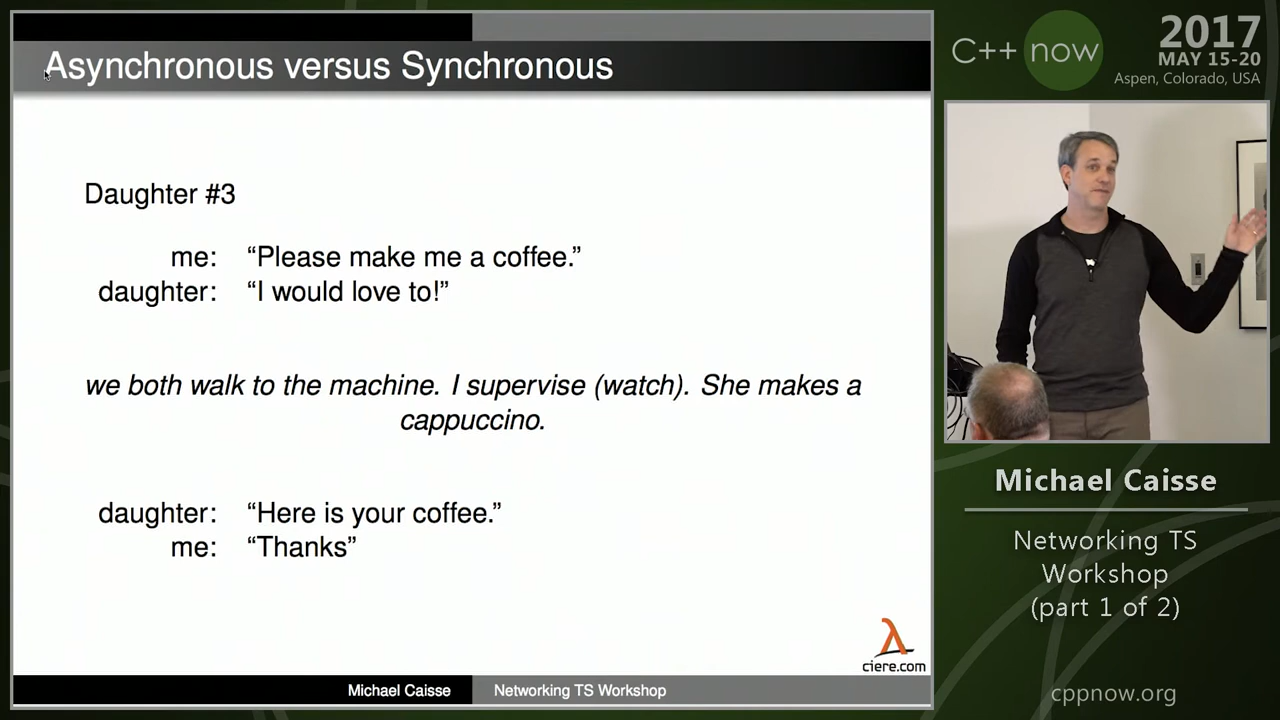 Asynchronous versus Synchronous
Daughter #3
me: “Please make me a coffee.”
daughter: “I would love to!”
we both walk to the machine. I supervise (watch). She makes a
cappuccino.
daughter: “Here is your coffee.”
me: “Thanks”
ciere.com
Michael Caisse Networking TS Workshop
C++ now
2017
MAY 15-20
Aspen, Colorado, USA
Michael Caisse
Networking TS
Workshop
(part 1 of 2)
cppnow.org